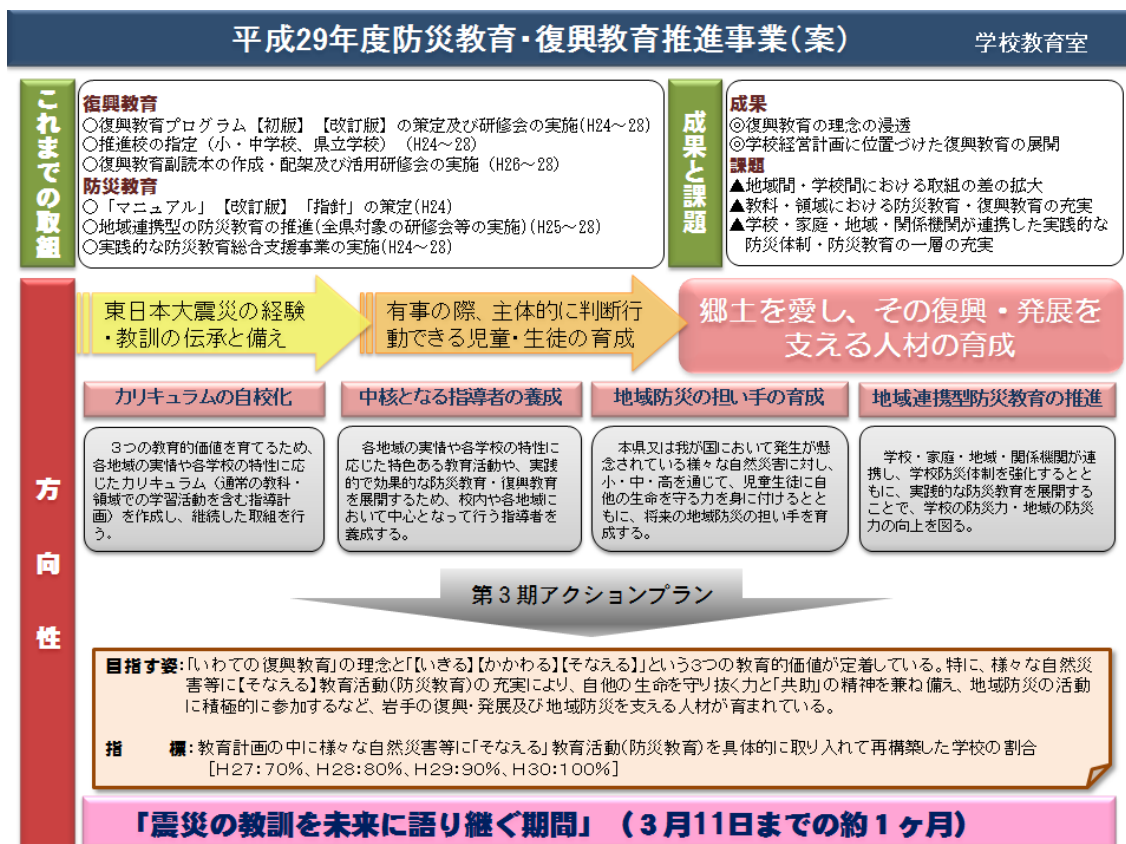 平成29年度防災教育・復興教育推進事業(案)
学校教育室
これまでの取組
復興教育
○復興教育プログラム【初版】【改訂版】の策定及び研修会の実施(H24～28)
○推進校の指定（小・中学校、県立学校）（H24～28）
○復興教育副読本の作成・配架及び活用研修会の実施（H26～28）
防災教育
○「マニュアル」【改訂版】「指針」の策定(H24)
○地域連携型の防災教育の推進(全県対象の研修会等の実施)(H25～28)
○実践的な防災教育総合支援事業の実施(H24～28)
成果と課題
成果
◎復興教育の理念の浸透
◎学校経営計画に位置づけた復興教育の展開
課題
▲地域間・学校間における取組の差の拡大
▲教科・領域における防災教育・復興教育の充実
▲学校・家庭・地域・関係機関が連携した実践的な
防災体制・防災教育の一層の充実
方向性
東日本大震災の経験
・教訓の伝承と備え
有事の際、主体的に判断行
動できる児童・生徒の育成
郷土を愛し、その復興・発展を
支える人材の育成
カリキュラムの自校化
３つの教育的価値を育てるため、
各地域の実情や各学校の特性に応
じたカリキュラム（通常の教科・
領域での学習活動を含む指導計
画）を作成し、継続した取組を行
う。
中核となる指導者の養成
各地域の実情や各学校の特性に
応じた特色ある教育活動や、実践
的で効果的な防災教育・復興教育
を展開するため、校内や各地域に
おいて中心となって行う指導者を
養成する。
地域防災の担い手の育成
本県又は我が国において発生が懸
念されている様々な自然災害に対し、
小・中・高を通じて、児童生徒に自
他の生命を守る力を身に付けるとと
もに、将来の地域防災の担い手を育
成する。
地域連携型防災教育の推進
学校・家庭・地域・関係機関が連
携し、学校防災体制を強化するとと
もに、実践的な防災教育を展開する
ことで、学校の防災力・地域の防災
力の向上を図る。
第３期アクションプラン
目指す姿:「いわての復興教育」の理念と「【いきる】【かかわる】【そなえる】」という3つの教育的価値が定着している。特に、様々な自然災
害等に【そなえる】教育活動(防災教育)の充実により、自他の生命を守り抜く力と「共助」の精神を兼ね備え、地域防災の活動
に積極的に参加するなど、岩手の復興・発展及び地域防災を支える人材が育まれている。
指　　標:教育計画の中に様々な自然災害等に「そなえる」教育活動(防災教育)を具体的に取り入れて再構築した学校の割合
［H27:70%、H28:80%、H29:90%、H30:100%］
「震災の教訓を未来に語り継ぐ期間」（３月11日までの約１ヶ月）